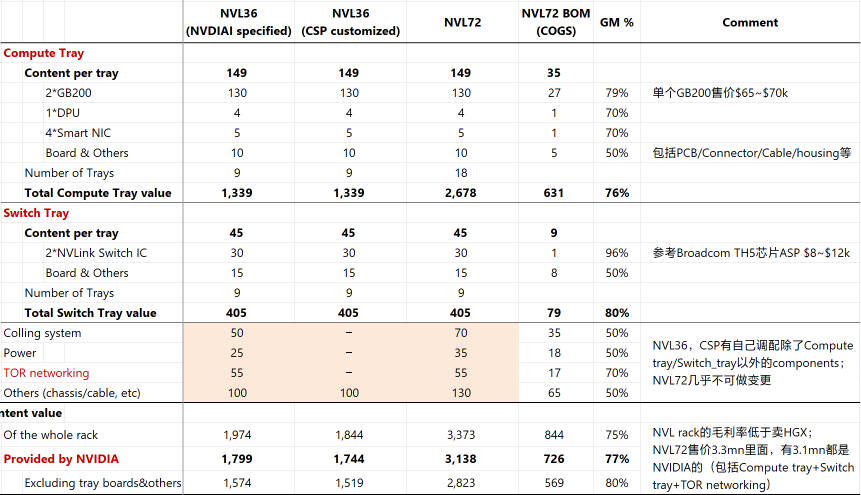 NVL36 NVL36 NVL72 NVL72 BOM GM % Comment
(NVDIAI specified) (CSP customized) (COGS)
Compute Tray
Content per tray 149 149 149 35
2*GB200 130 130 130 27 79% 单个GB200售价$65~$70k
1*DPU 4 4 4 1 70%
4*Smart NIC 5 5 5 1 70%
Board & Others 10 10 10 5 50% 包括PCB/Connector/Cable/housing等
Number of Trays 9 9 18
Total Compute Tray value 1,339 1,339 2,678 631 76%
Switch Tray
Content per tray 45 45 45 9
2*NVLink Switch IC 30 30 30 1 96% 参考Broadcom TH5芯片ASP $8~$12k
Board & Others 15 15 15 8 50%
Number of Trays 9 9 9
Total Switch Tray value 405 405 405 79 80%
Colling system 50 – 70 35 50%
Power 25 – 35 18 50%
TOR networking 55 – 55 17 70%
Others (chassis/cable, etc) 100 100 130 65 50%
NVL36，CSP有自己调配除了Compute
tray/Switch_tray以外的components；
NVL72几乎不可做变更
ntent value
Of the whole rack 1,974 1,844 3,373 844 75%
Provided by NVIDIA 1,799 1,744 3,138 726 77%
Excluding tray boards&others 1,574 1,519 2,823 569 80%
NVL rack的毛利率低于卖HGX；
NVL72售价3.3mn里面，有3.1mn都是
NVIDIA的（包括Compute tray+Switch
tray+TOR networking）